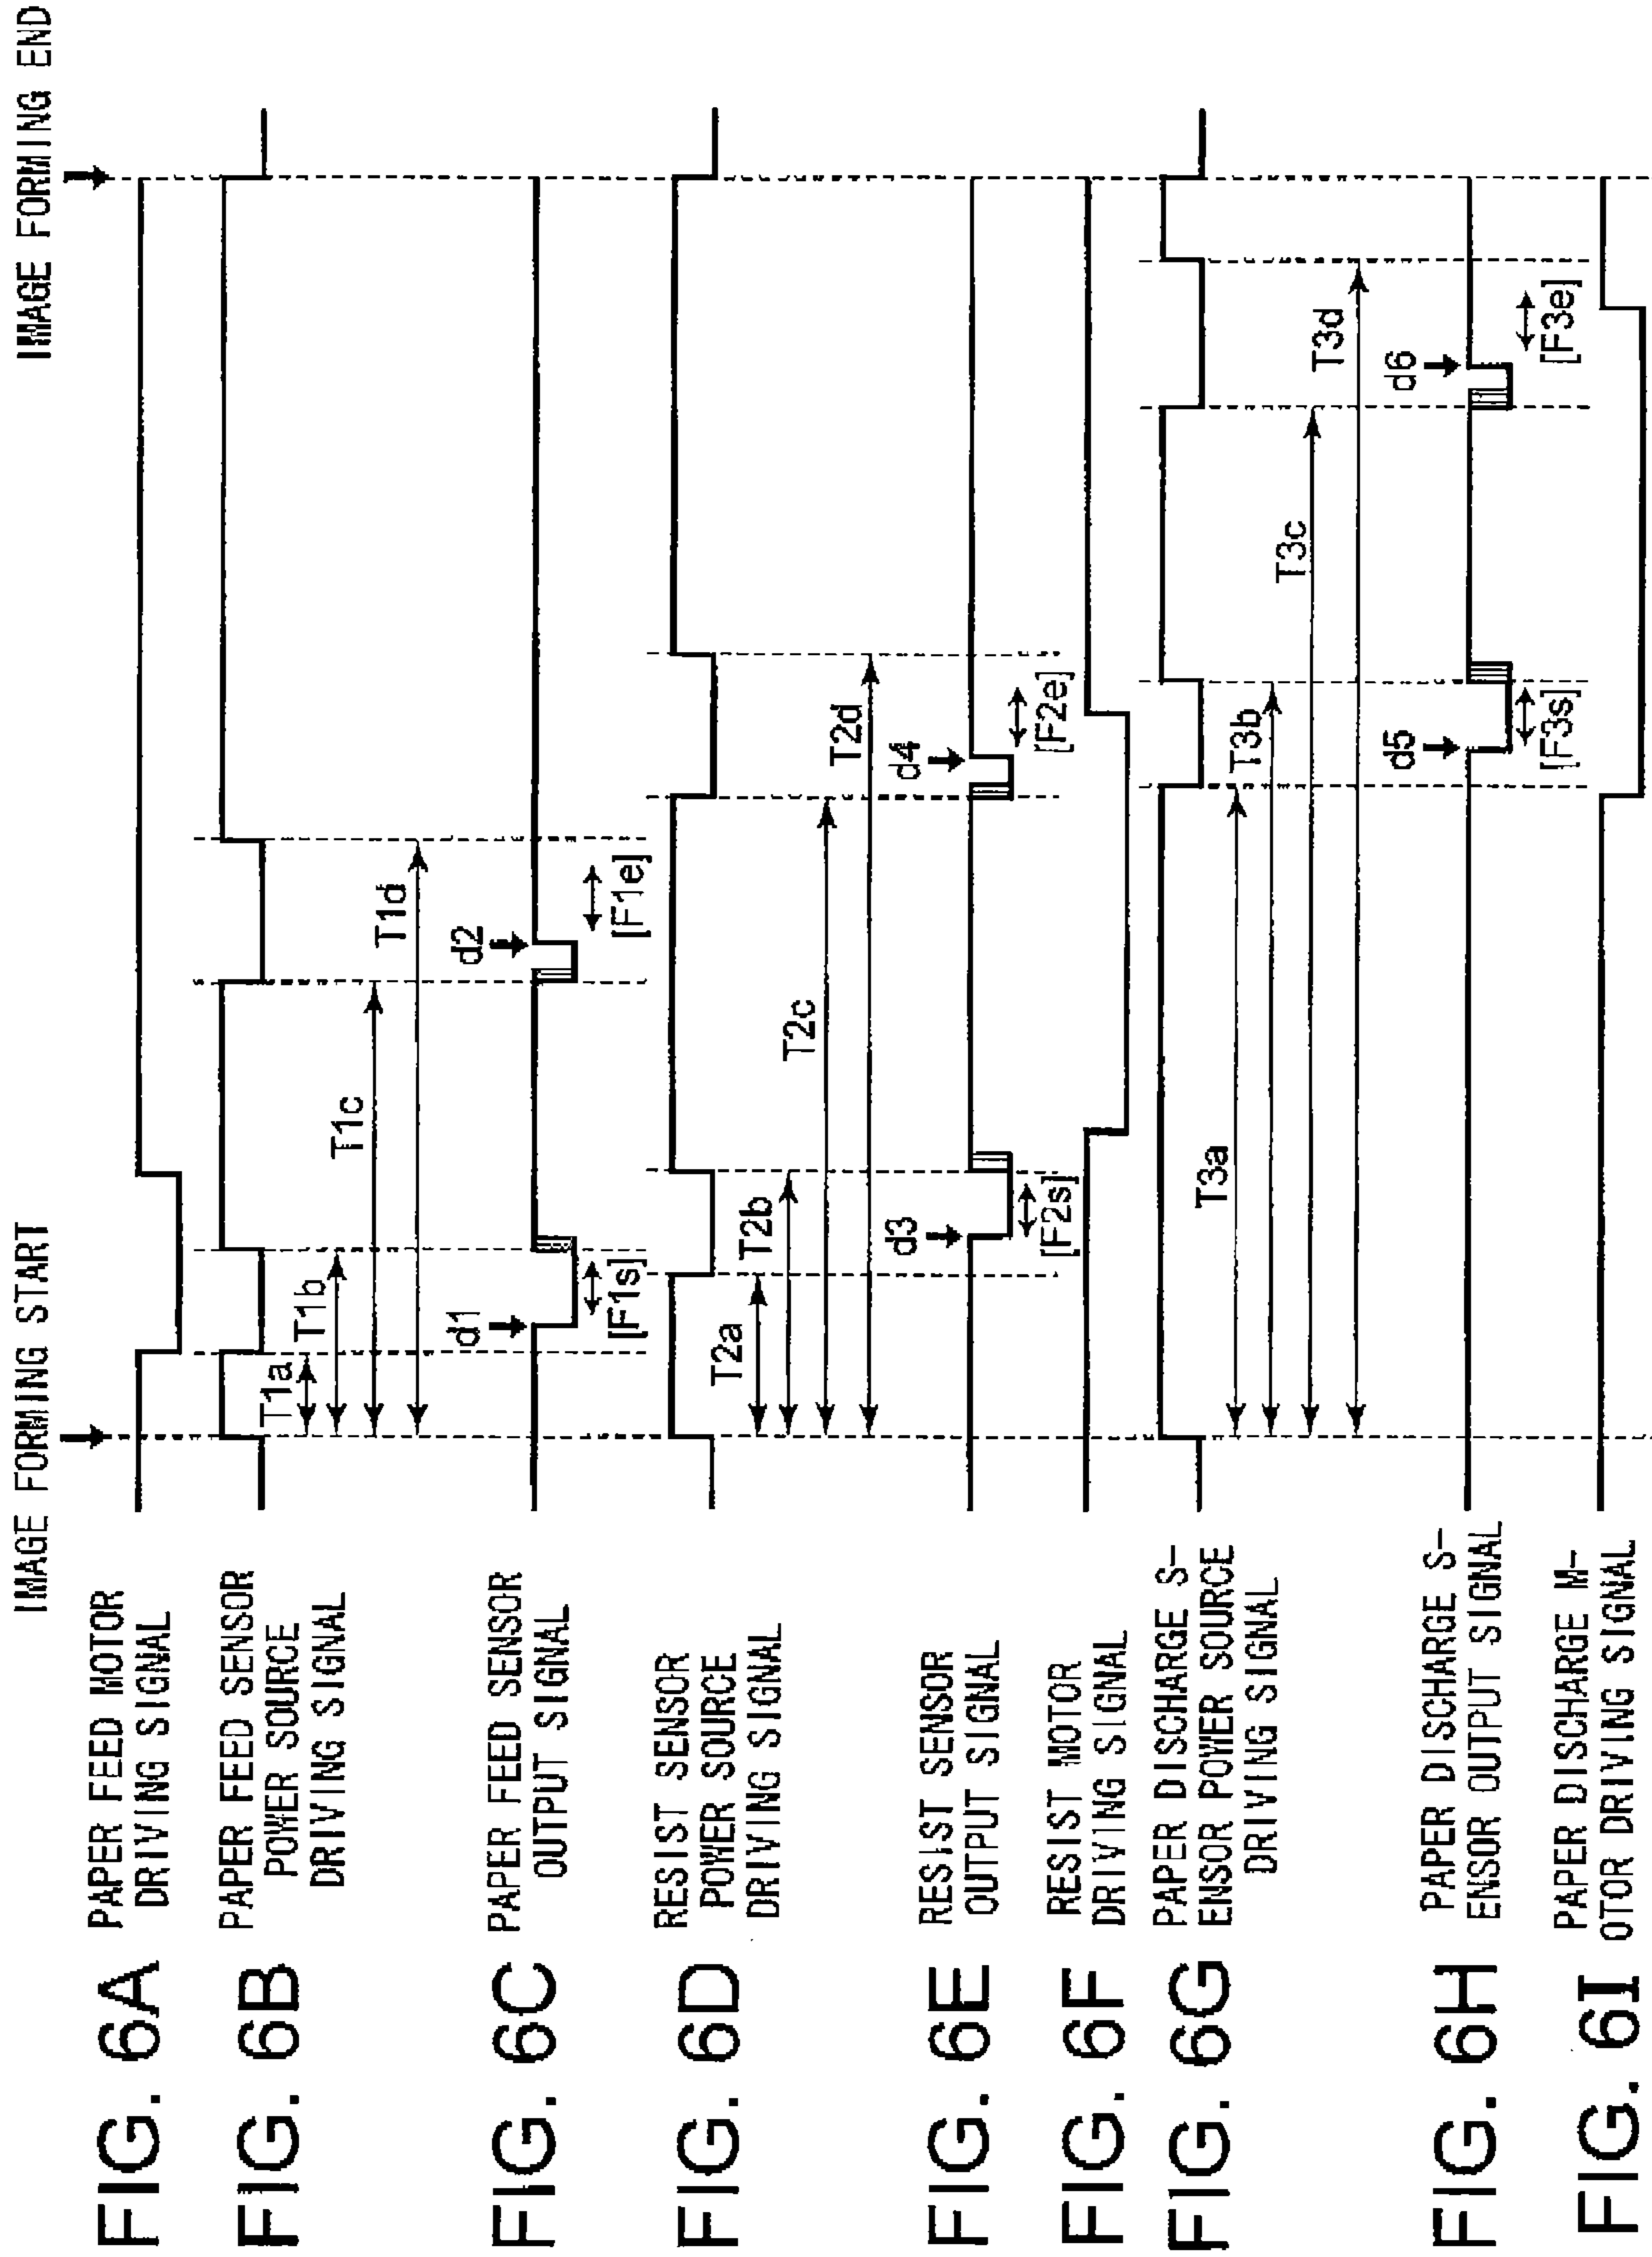 IMAGE FORMING START
IMAGE FORMING END
FIG. 6A
PAPER FEED MOTOR
DRIVING SIGNAL
FIG. 6B
PAPER FEED SENSOR
POWER SOURCE
DRIVING SIGNAL
T1a
T1b
T1c
T1d
FIG. 6C
PAPER FEED SENSOR
OUTPUT SIGNAL
d1
d2
[F1s]
[F1e]
FIG. 6D
RESIST SENSOR
POWER SOURCE
DRIVING SIGNAL
T2a
T2b
T2c
T2d
FIG. 6E
RESIST SENSOR
OUTPUT SIGNAL
d3
d4
[F2s]
[F2e]
FIG. 6F
RESIST MOTOR
DRIVING SIGNAL
FIG. 6G
PAPER DISCHARGE S-
ENSOR POWER SOURCE
DRIVING SIGNAL
T3a
T3b
T3c
T3d
FIG. 6H
PAPER DISCHARGE S-
ENSOR OUTPUT SIGNAL
d5
d6
[F3s]
[F3e]
FIG. 6I
PAPER DISCHARGE M-
OTOR DRIVING SIGNAL